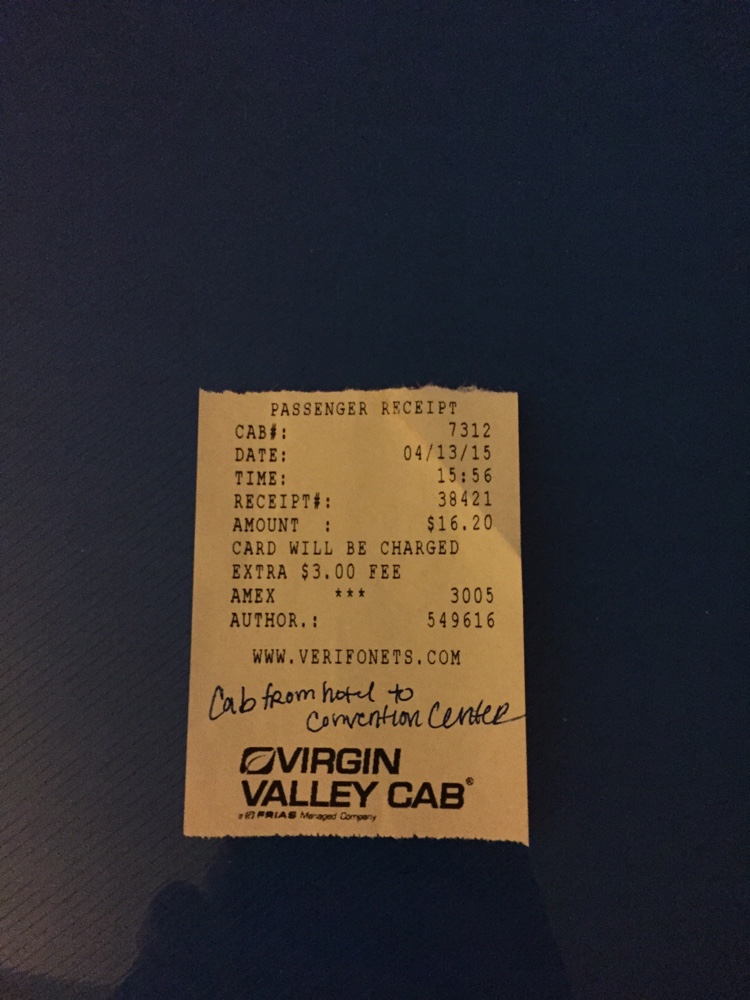 PASSENGER RECEIPT
CAB#: 7312
DATE: 04/13/15
TIME: 15:56
RECEIPT#: 38421
AMOUNT : $16.20
CARD WILL BE CHARGED
EXTRA $3.00 FEE
AMEX *** 3005
AUTHOR.: 549616
WWW.VERIFONETS.COM
Cab from hotel to
Convention Center
VIRGIN
VALLEY CAB®
a FRIAS Managed Company